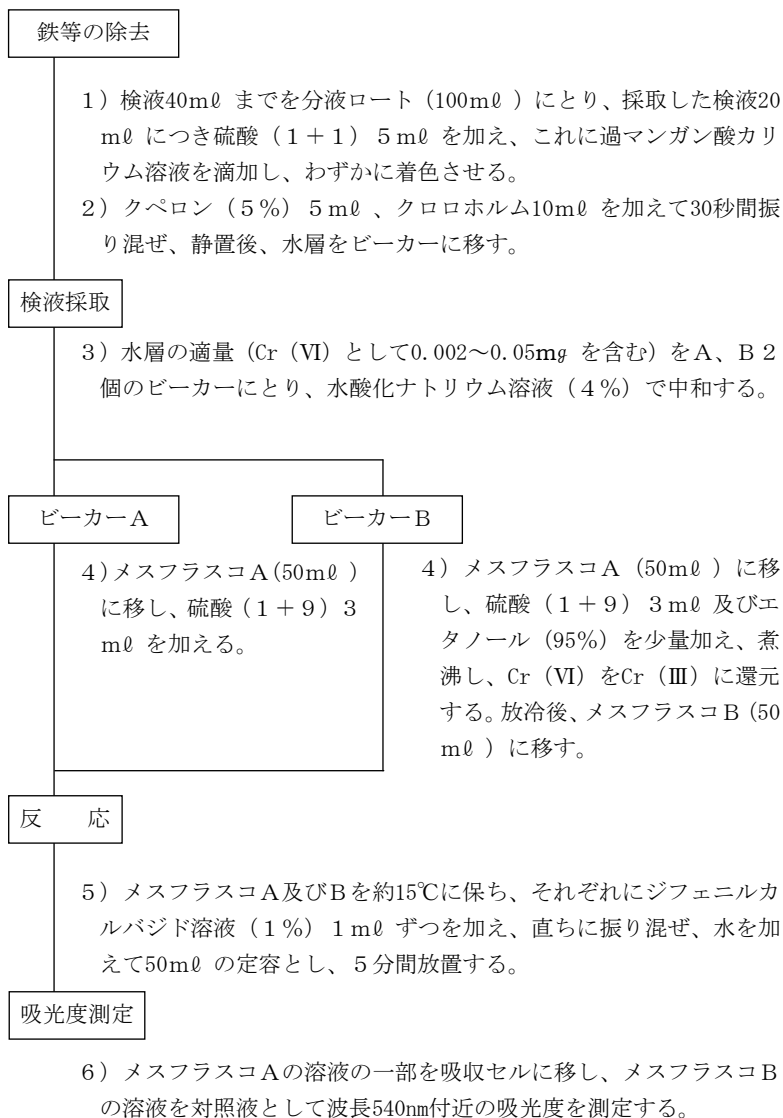 鉄等の除去
1）検液40mℓ までを分液ロート（100mℓ ）にとり、採取した検液20
mℓ につき硫酸（１＋１）５mℓ を加え、これに過マンガン酸カリ
ウム溶液を滴加し、わずかに着色させる。
２）クペロン（５%）５mℓ 、クロロホルム10mℓ を加えて30秒間振
り混ぜ、静置後、水層をビーカーに移す。
検液採取
３）水層の適量（Cr（Ⅵ）として0.002〜0.05mg を含む）をＡ、Ｂ２
個のビーカーにとり、水酸化ナトリウム溶液（４%）で中和する。
ビーカーＡ
ビーカーＢ
4）メスフラスコＡ(50mℓ ）
に移し、硫酸（１＋９）３
mℓ を加える。
４）メスフラスコＡ（50mℓ ）に移
し、硫酸（１＋９）３mℓ 及びエ
タノール（95%）を少量加え、煮
沸し、Cr（Ⅵ）をCr（Ⅲ）に還元
する。放冷後、メスフラスコＢ（50
mℓ ）に移す。
反　　応
５）メスフラスコＡ及びＢを約15℃に保ち、それぞれにジフェニルカ
ルバジド溶液（１%）１mℓ ずつを加え、直ちに振り混ぜ、水を加
えて50mℓ の定容とし、５分間放置する。
吸光度測定
６）メスフラスコＡの溶液の一部を吸収セルに移し、メスフラスコＢ
の溶液を対照液として波長540nm付近の吸光度を測定する。